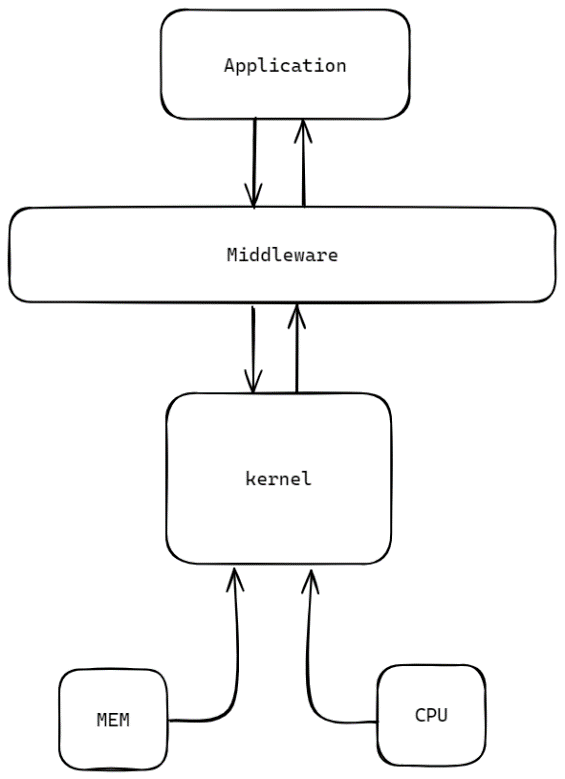 Application
Middleware
kernel
MEM
CPU